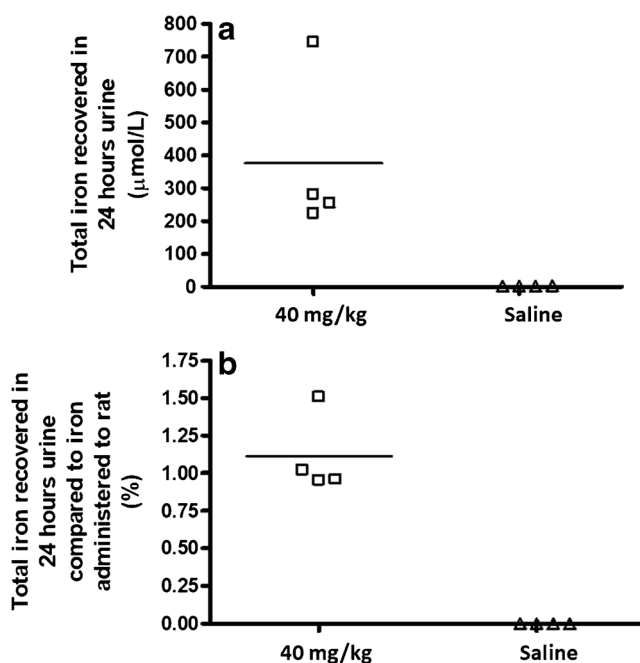 a
Total iron recovered in
24 hours urine
(μmol/L)
800
700
600
500
400
300
200
100
0
40 mg/kg
Saline
b
Total iron recovered in
24 hours urine
compared to iron
administered to rat
(%)
1.75
1.50
1.25
1.00
0.75
0.50
0.25
0.00
40 mg/kg
Saline